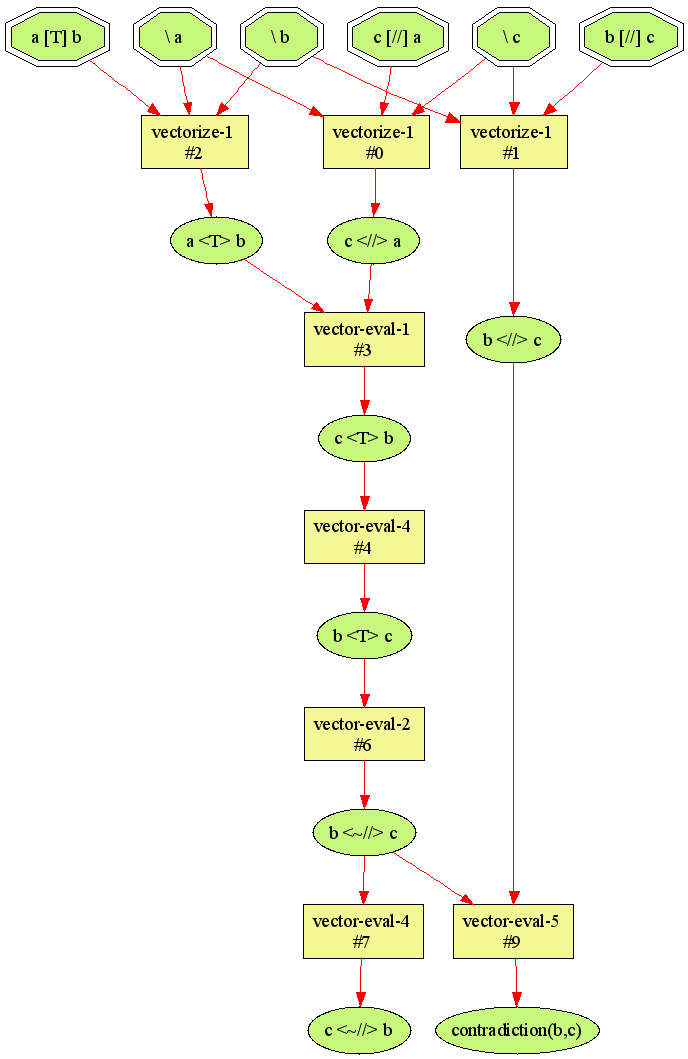 a [T] b
\ a
\ b
c [//] a
\ c
b [//] c
vectorize-1
#2
vectorize-1
#0
vectorize-1
#1
a <T> b
c <//> a
vector-eval-1
#3
b <//> c
c <T> b
vector-eval-4
#4
b <T> c
vector-eval-2
#6
b <~//> c
vector-eval-4
#7
vector-eval-5
#9
c <~//> b
contradiction(b,c)